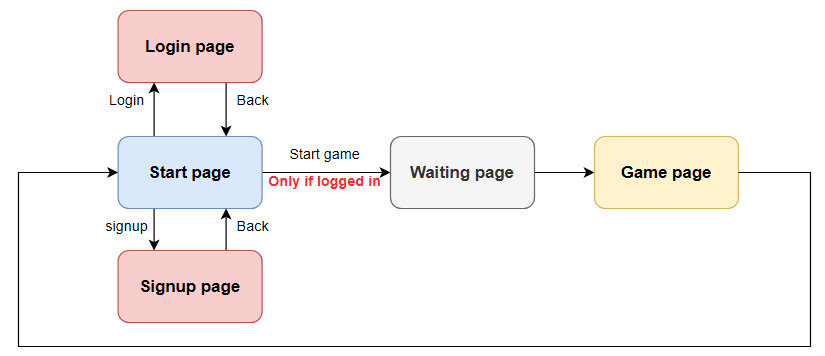 Login page
Login
Back
Start page
Start game
Only if logged in
Waiting page
Game page
signup
Back
Signup page